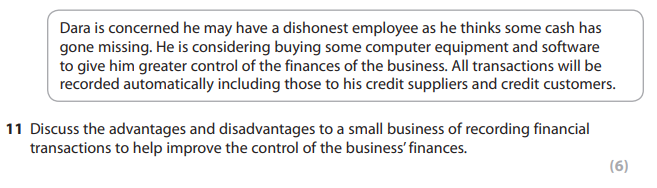 Dara is concerned he may have a dishonest employee as he thinks some cash has
gone missing. He is considering buying some computer equipment and software
to give him greater control of the finances of the business. All transactions will be
recorded automatically including those to his credit suppliers and credit customers.
11 Discuss the advantages and disadvantages to a small business of recording financial
transactions to help improve the control of the business' finances.
(6)